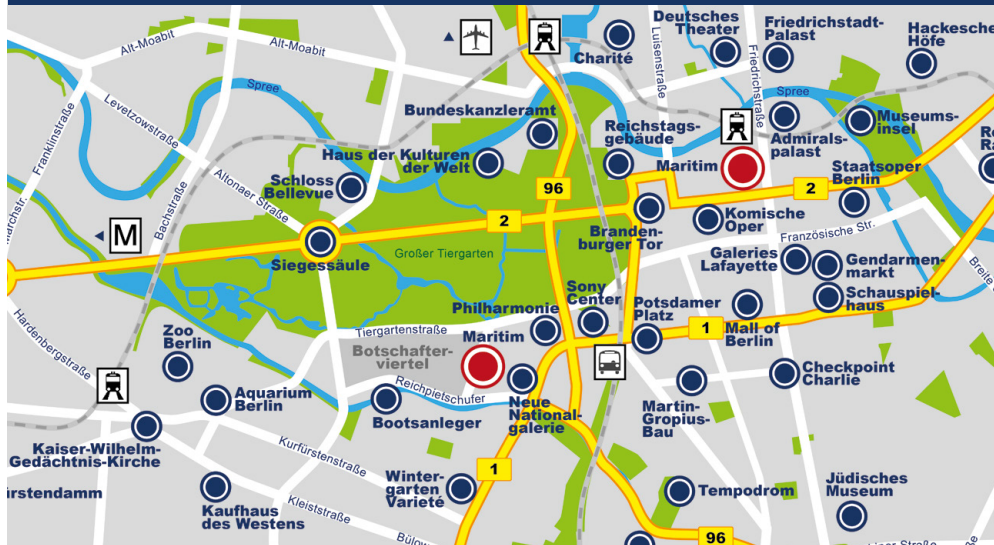 Alt-Moabit
Alt-Moabit
Charité
Deutsches
Theater
Luisenstraße
Friedrichstadt-
Palast
Friedrichstraße
Hackesche
Höfe
Franklinstraße
Levetzowstraße
Spree
Bundeskanzleramt
Reichstags-
gebäude
Spree
Admirals-
palast
Museums-
insel
Maritim
Haus der Kulturen
der Welt
Schloss
Bellevue
Altonaer Straße
Bachstraße
96
2
2
Staatsoper
Berlin
Komische
Oper
Branden-
burger Tor
Französische Str.
M
Siegessäule
Großer Tiergarten
Galeries
Lafayette
Gendarmen-
markt
Schauspiel-
haus
Sony
Center
Potsdamer
Platz
Mall of
Berlin
1
Hardenbergstraße
Zoo
Berlin
Tiergartenstraße
Philharmonie
Maritim
Botschafter-
viertel
Reichpietschufer
Aquarium
Berlin
Bootsanleger
Neue
National-
galerie
Martin-
Gropius-
Bau
Checkpoint
Charlie
Kaiser-Wilhelm-
Gedächtnis-Kirche
Kurfürstenstraße
Kleiststraße
Kaufhaus
des Westens
Winter-
garten
Varieté
1
Tempodrom
Jüdisches
Museum
96